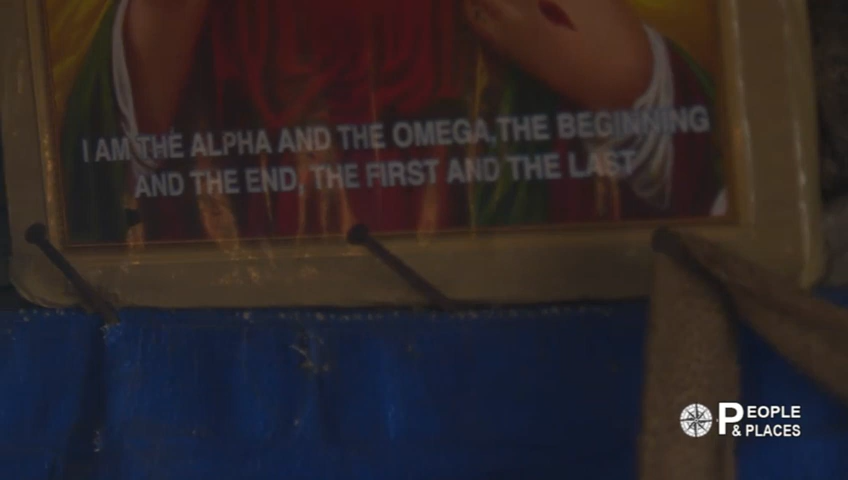 I AM THE ALPHA AND THE OMEGA,THE BEGINNING
AND THE END, THE FIRST AND THE LAST
PEOPLE
& PLACES